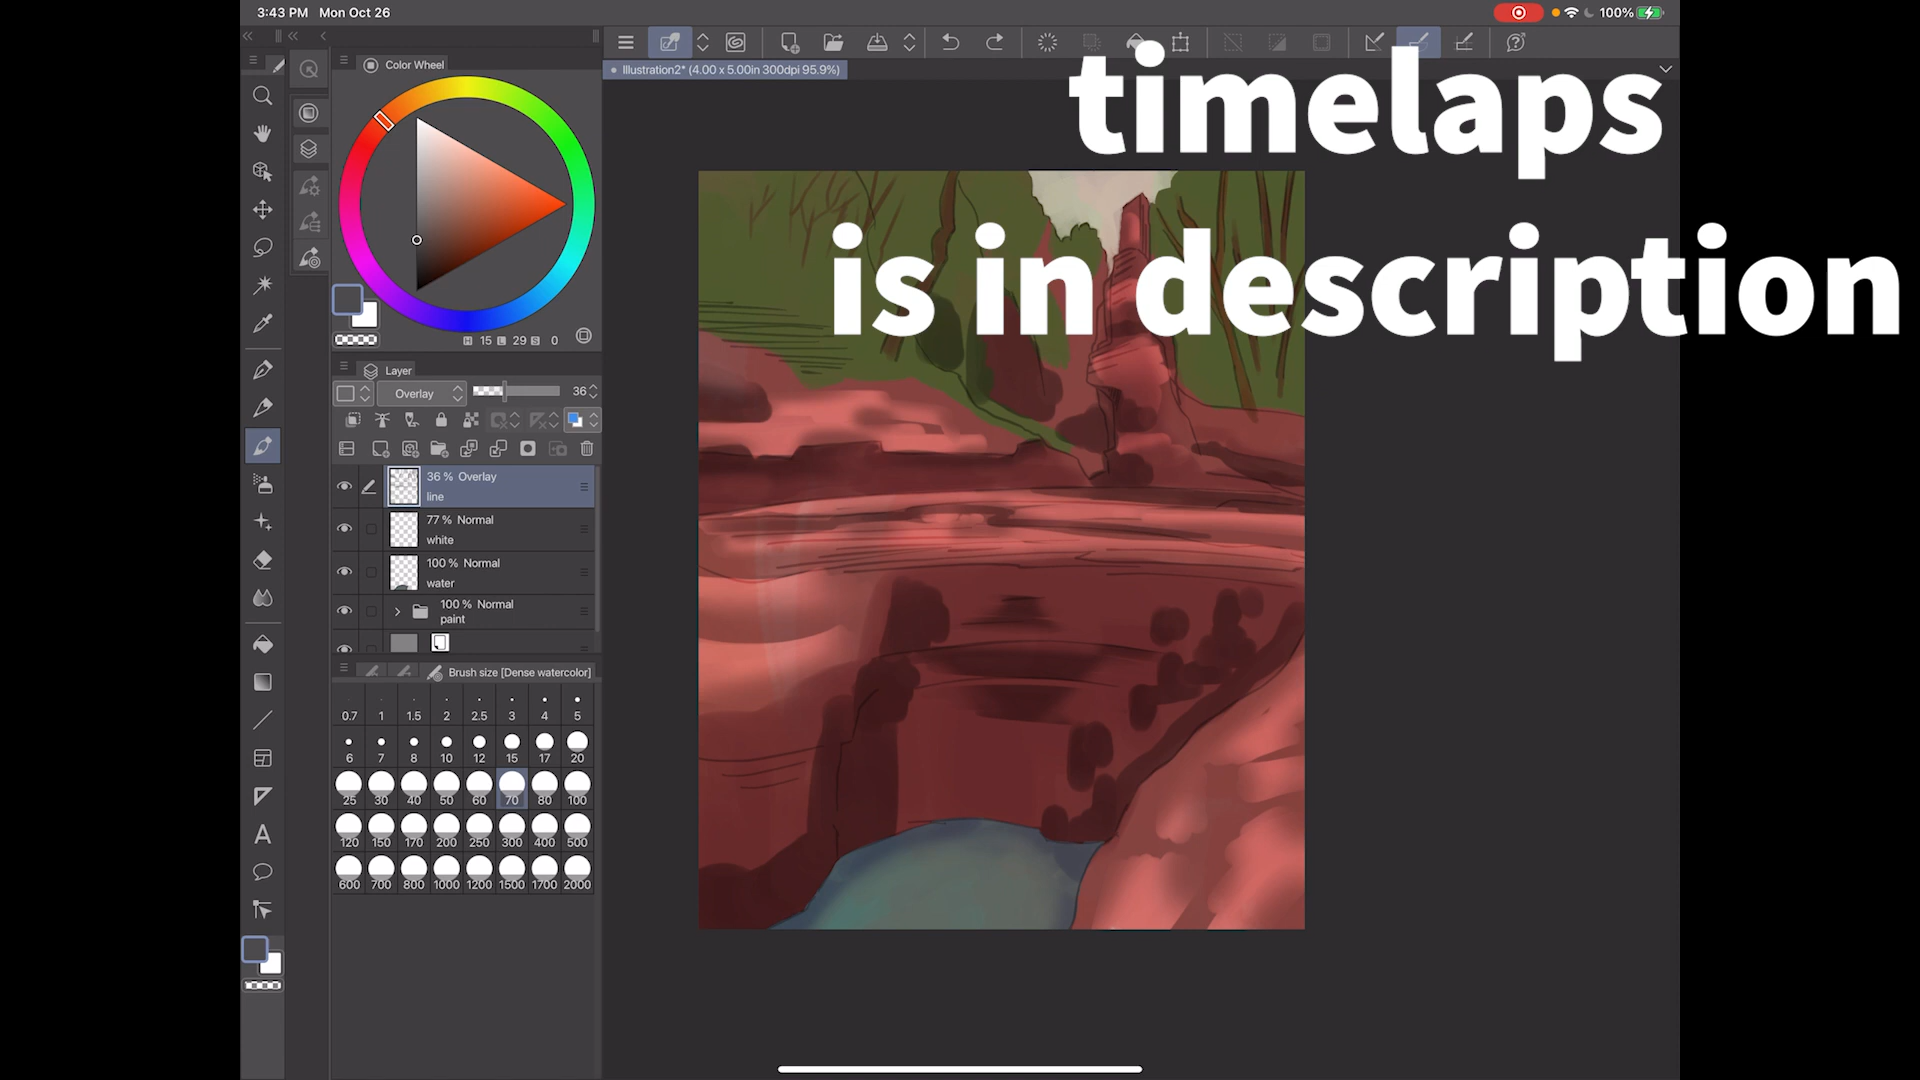 3:43 PM Mon Oct 26
100%
Color Wheel
Illustration2* (4.00 x 5.00in 300dpi 95.9%)
timelaps
is in description
H 15 L 29 S 0
Layer
Overlay 36
36 % Overlay
line
77 % Normal
white
100 % Normal
water
100 % Normal
paint
Brush size [Dense watercolor]
0.7 1 1.5 2 2.5 3 4 5
6 7 8 10 12 15 17 20
25 30 40 50 60 70 80 100
120 150 170 200 250 300 400 500
600 700 800 1000 1200 1500 1700 2000